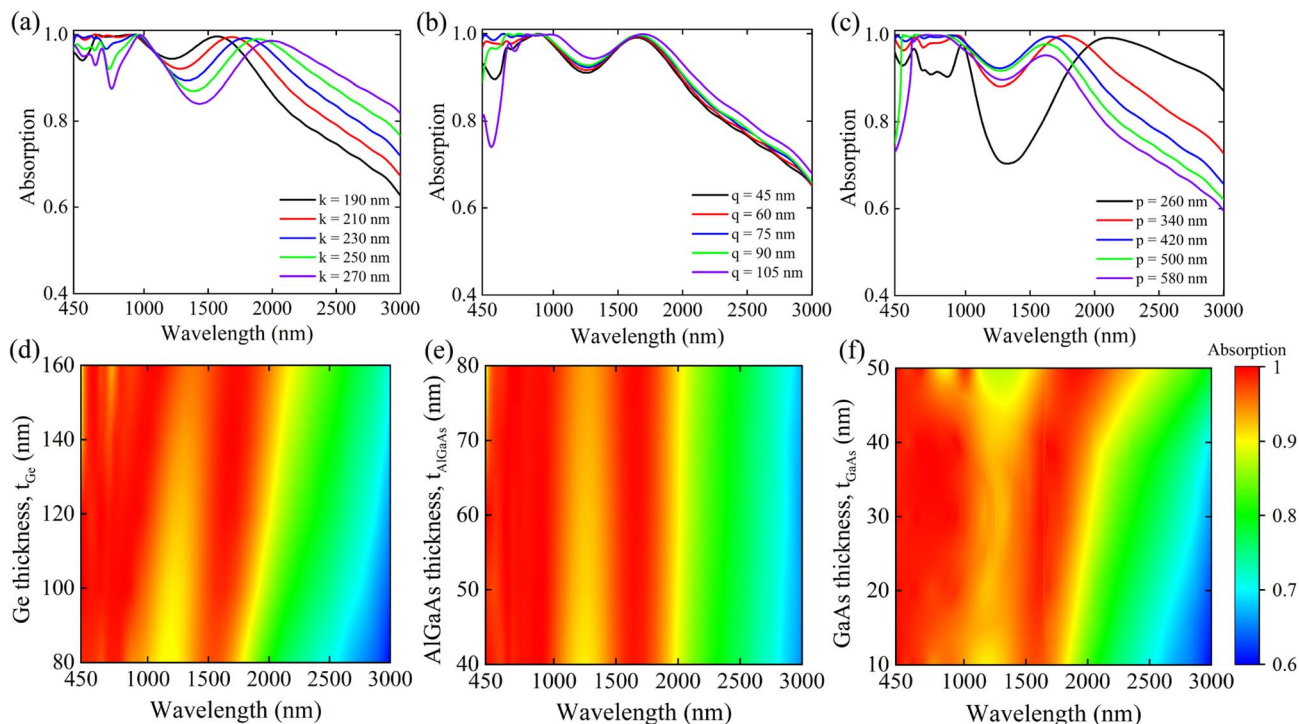 (a)
1.0
0.8
0.6
0.4
Absorption
k = 190 nm
k = 210 nm
k = 230 nm
k = 250 nm
k = 270 nm
450 1000 1500 2000 2500 3000
Wavelength (nm)
(b)
1.0
0.8
0.6
0.4
Absorption
q = 45 nm
q = 60 nm
q = 75 nm
q = 90 nm
q = 105 nm
450 1000 1500 2000 2500 3000
Wavelength (nm)
(c)
1.0
0.8
0.6
0.4
Absorption
p = 260 nm
p = 340 nm
p = 420 nm
p = 500 nm
p = 580 nm
450 1000 1500 2000 2500 3000
Wavelength (nm)
(d)
160
140
120
100
80
Ge thickness, t_Ge (nm)
450 1000 1500 2000 2500 3000
Wavelength (nm)
(e)
80
70
60
50
40
AlGaAs thickness, t_AlGaAs (nm)
450 1000 1500 2000 2500 3000
Wavelength (nm)
(f)
50
40
30
20
10
GaAs thickness, t_GaAs (nm)
450 1000 1500 2000 2500 3000
Wavelength (nm)
Absorption
1
0.9
0.8
0.7
0.6